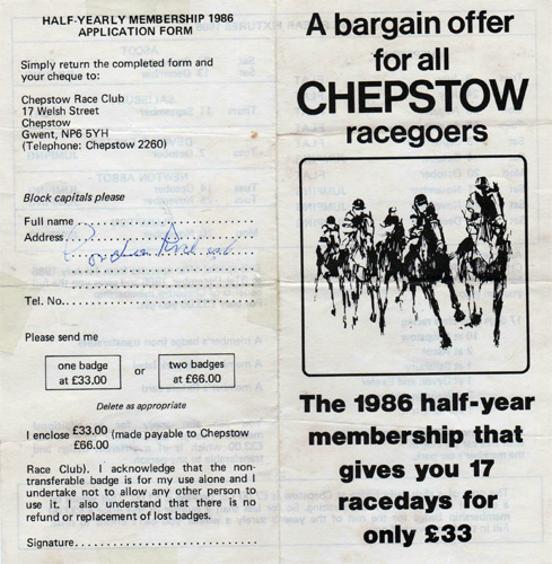 HALF-YEARLY MEMBERSHIP 1986
APPLICATION FORM
Simply return the completed form and
your cheque to:
Chepstow Race Club
17 Welsh Street
Chepstow
Gwent, NP6 5YH
(Telephone: Chepstow 2260)
Block capitals please
Full name
Address
Tel. No.
Please send me
one badge
at £33.00
or
two badges
at £66.00
Delete as appropriate
I enclose £33.00 (made payable to Chepstow
£66.00
Race Club). I acknowledge that the non-
transferable badge is for my use alone and I
undertake not to allow any other person to
use it. I also understand that there is no
refund or replacement of lost badges.
Signature
A bargain offer
for all
CHEPSTOW
racegoers
The 1986 half-year
membership that
gives you 17
racedays for
only £33